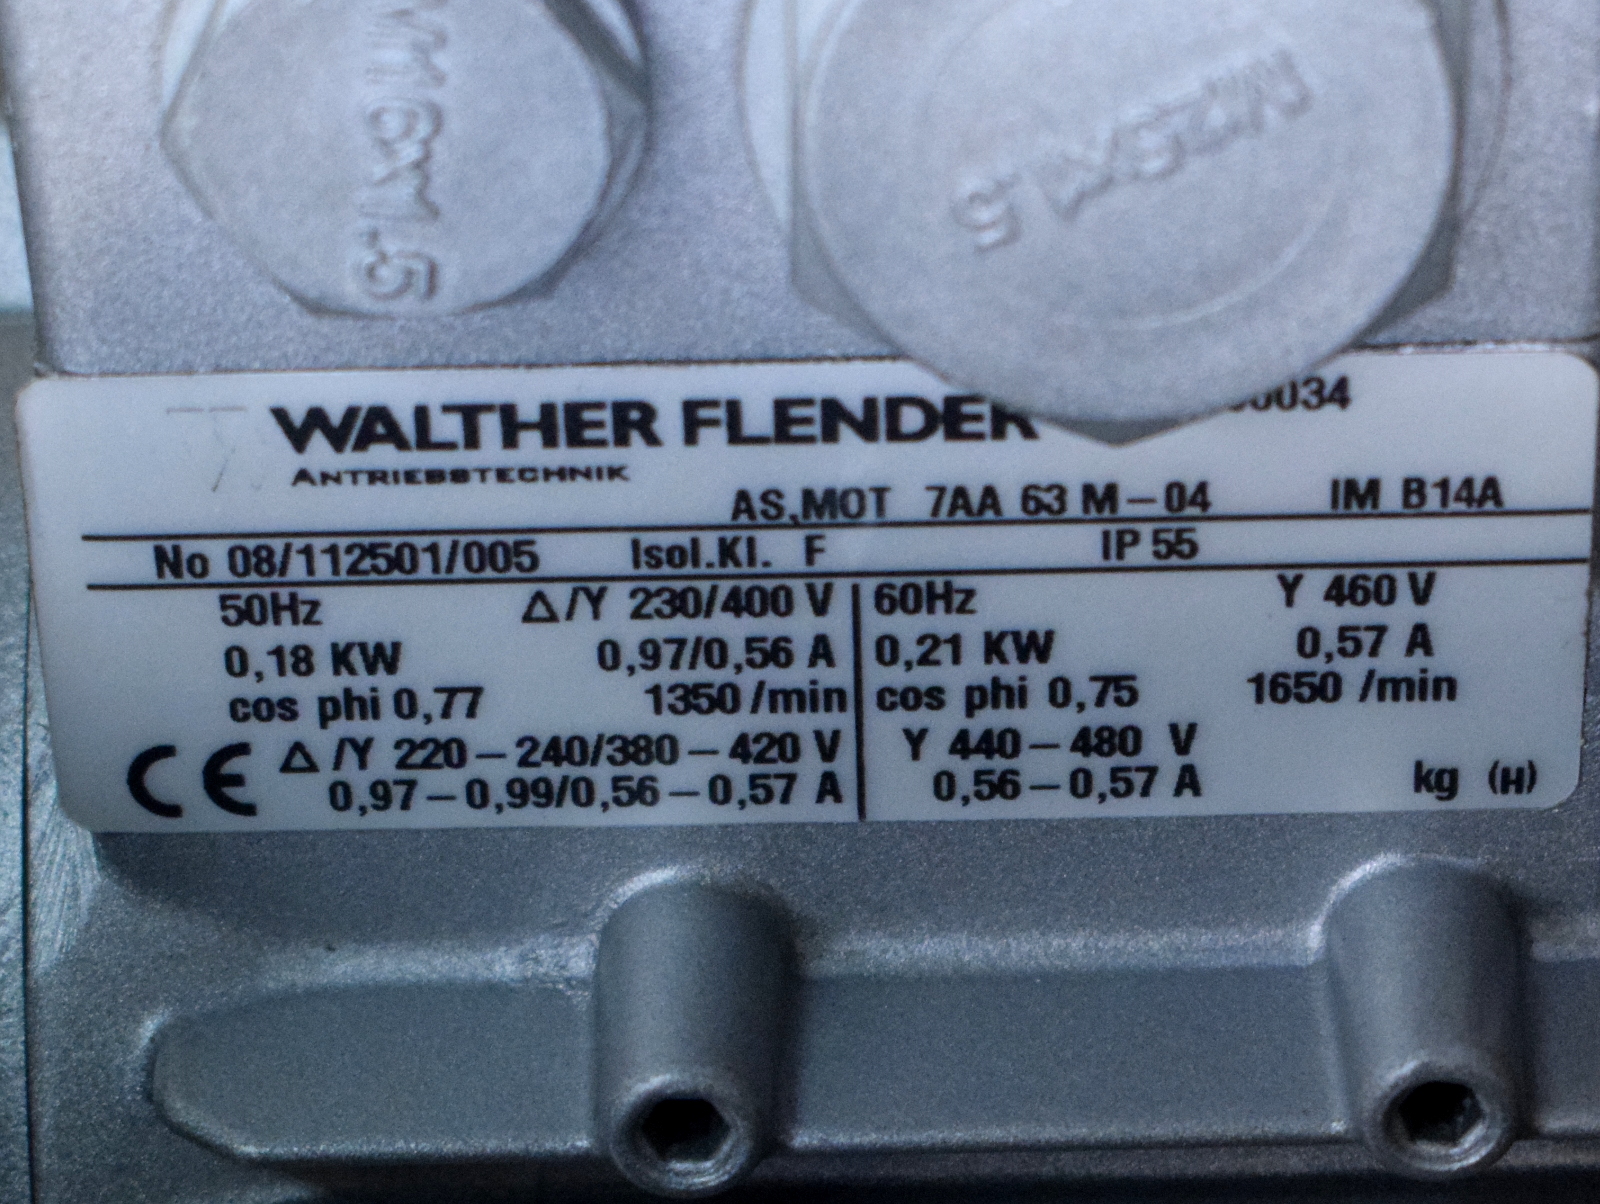 M16x1.5
M25x1.5
WALTHER FLENDER
ANTRIEBSTECHNIK
AS,MOT 7AA 63 M–04 IM B14A
No 08/112501/005 Isol.Kl. F IP 55
50Hz Δ/Y 230/400 V 60Hz Y 460 V
0,18 KW 0,97/0,56 A 0,21 KW 0,57 A
cos phi 0,77 1350 /min cos phi 0,75 1650 /min
CE Δ/Y 220–240/380–420 V Y 440–480 V
0,97–0,99/0,56–0,57 A 0,56–0,57 A kg (H)